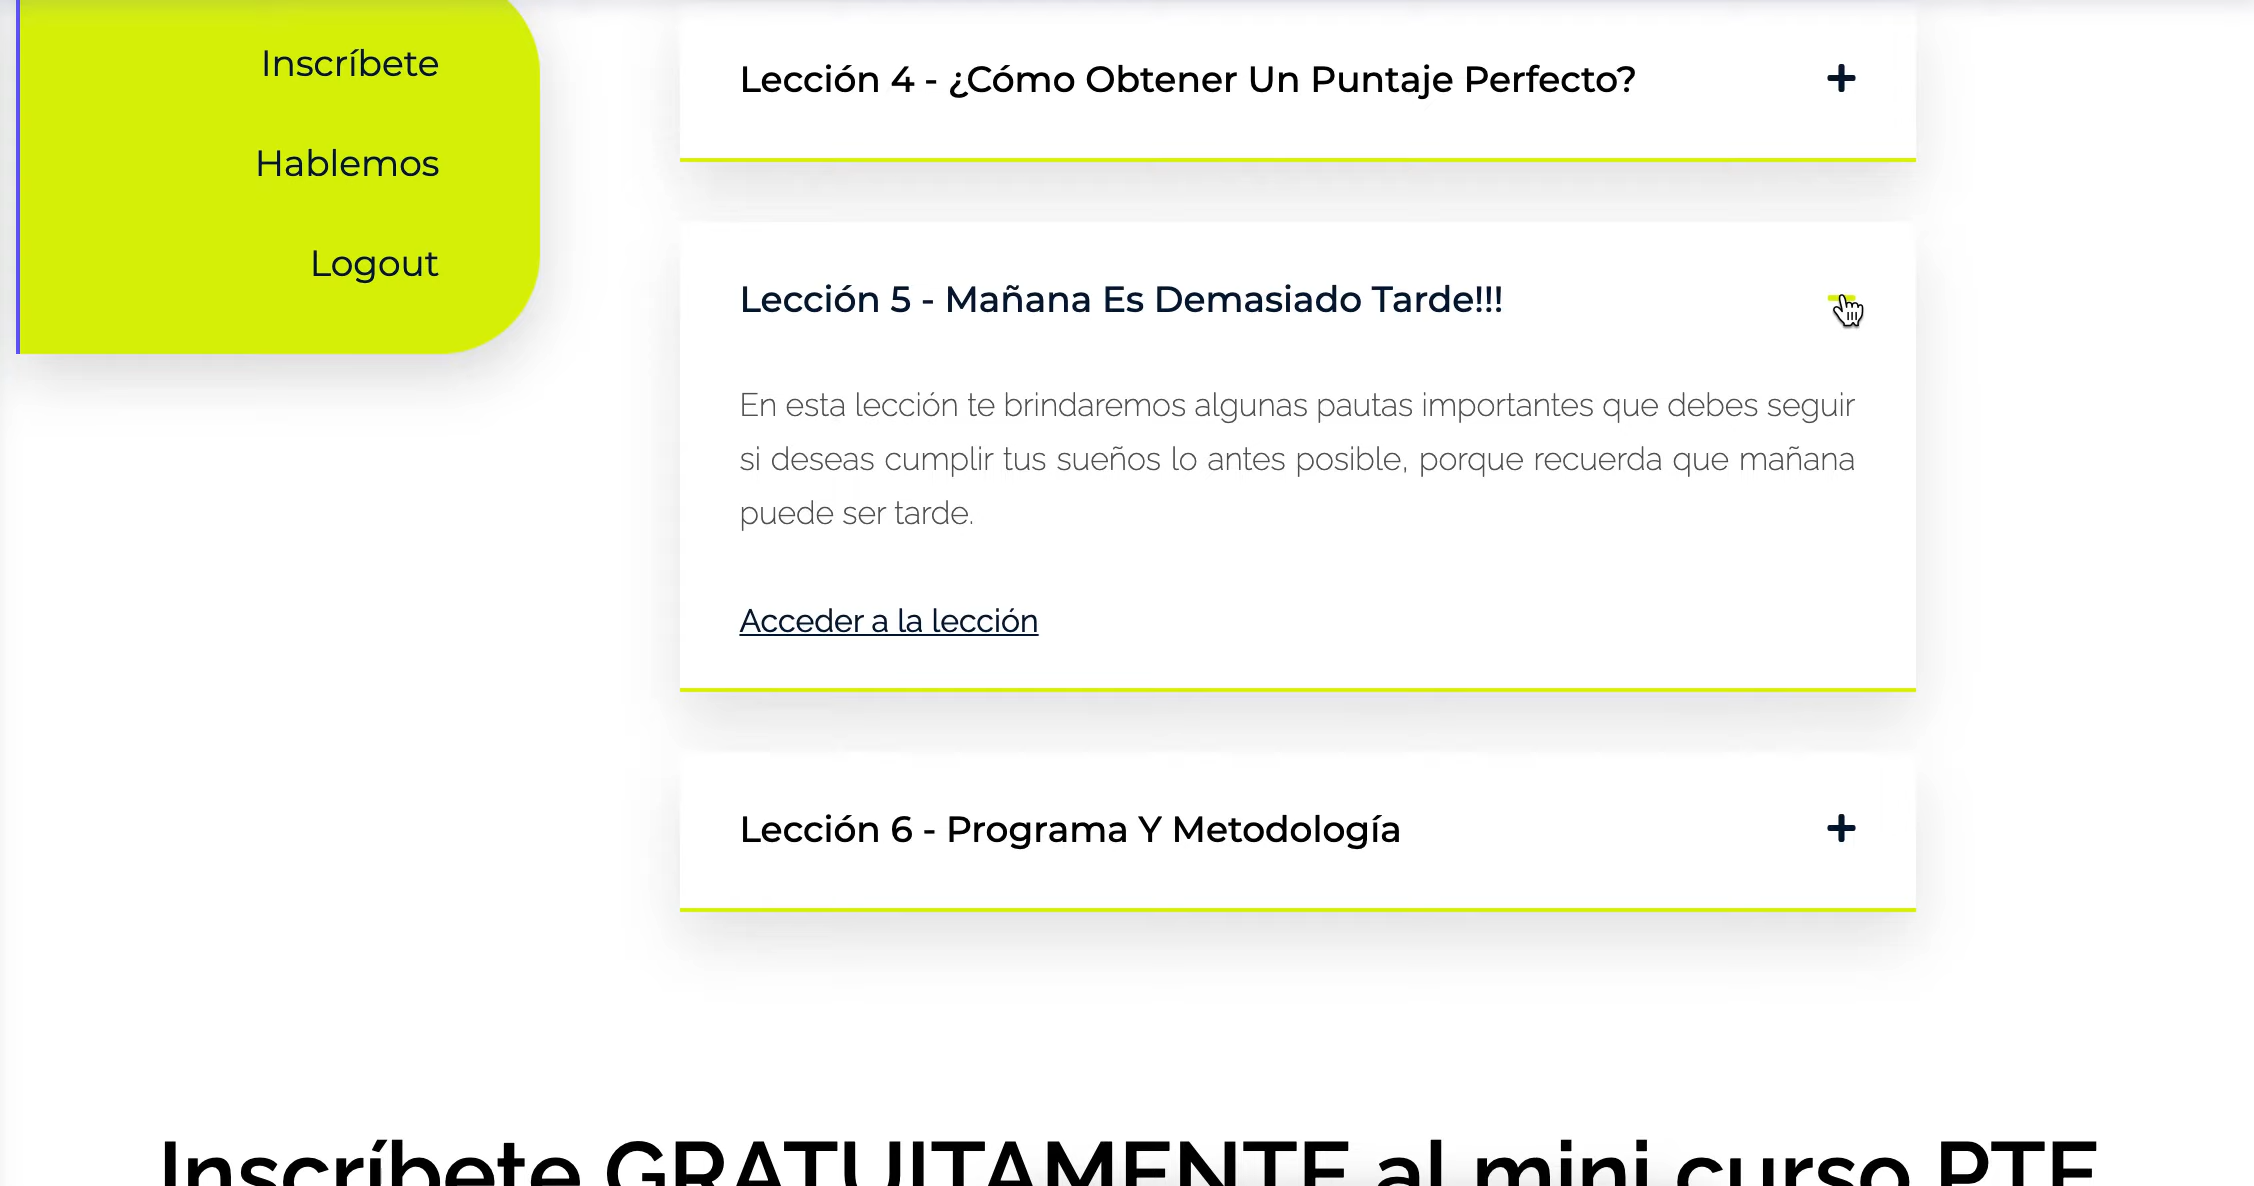 Inscríbete
Hablemos
Logout
Lección 4 - ¿Cómo Obtener Un Puntaje Perfecto?
Lección 5 - Mañana Es Demasiado Tarde!!!
En esta lección te brindaremos algunas pautas importantes que debes seguir
si deseas cumplir tus sueños lo antes posible, porque recuerda que mañana
puede ser tarde.
Acceder a la lección
Lección 6 - Programa Y Metodología
Inscríbete GRATUITAMENTE al mini curso PTE